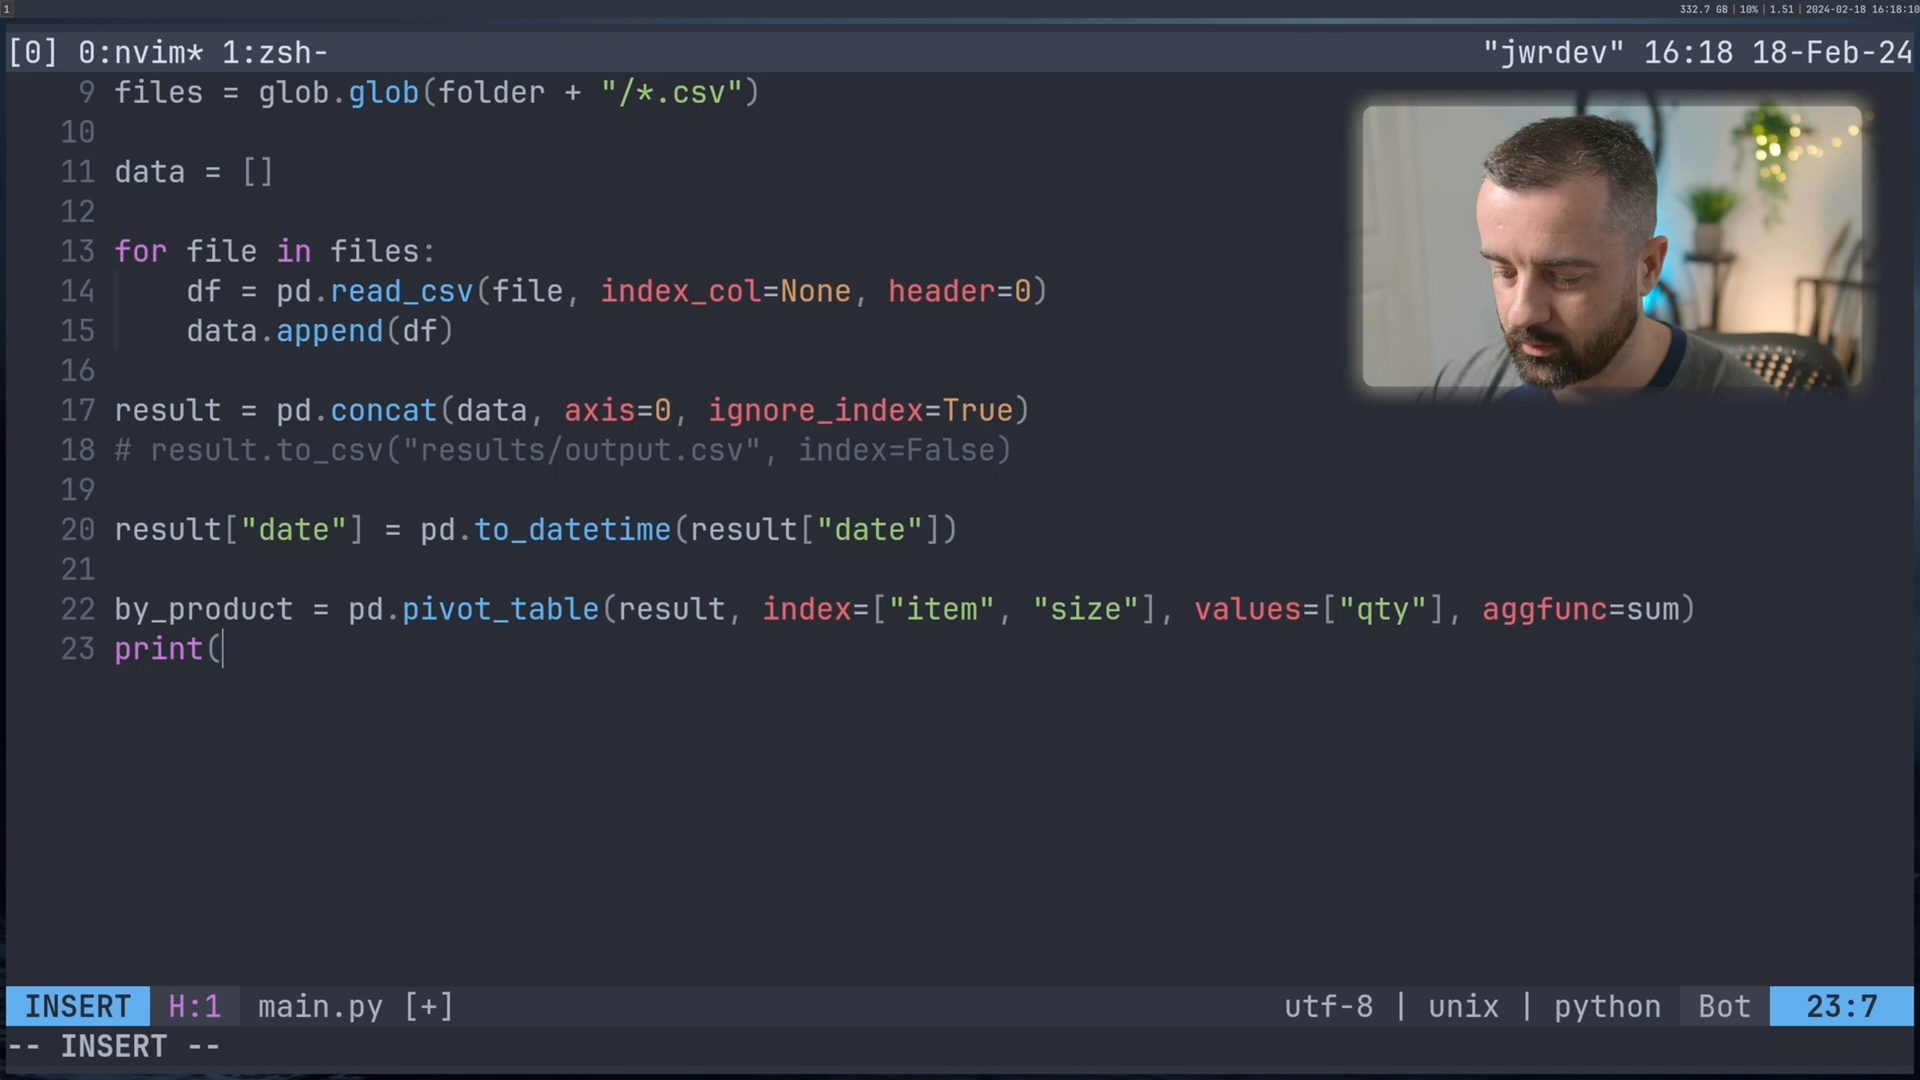 1 332.7 GB | 10% | 1.51 | 2024-02-18 16:18:10
[0] 0:nvim* 1:zsh- "jwrdev" 16:18 18-Feb-24
9 files = glob.glob(folder + "/*.csv")
10
11 data = []
12
13 for file in files:
14     df = pd.read_csv(file, index_col=None, header=0)
15     data.append(df)
16
17 result = pd.concat(data, axis=0, ignore_index=True)
18 # result.to_csv("results/output.csv", index=False)
19
20 result["date"] = pd.to_datetime(result["date"])
21
22 by_product = pd.pivot_table(result, index=["item", "size"], values=["qty"], aggfunc=sum)
23 print(
INSERT H:1 main.py [+] utf-8 | unix | python Bot 23:7
-- INSERT --